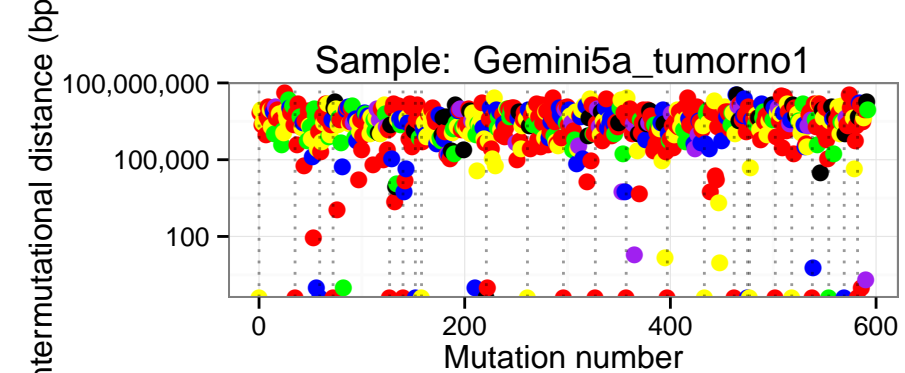 Sample: Gemini5a_tumorno1
ntermutational distance (bp
100,000,000
100,000
100
0 200 400 600
Mutation number